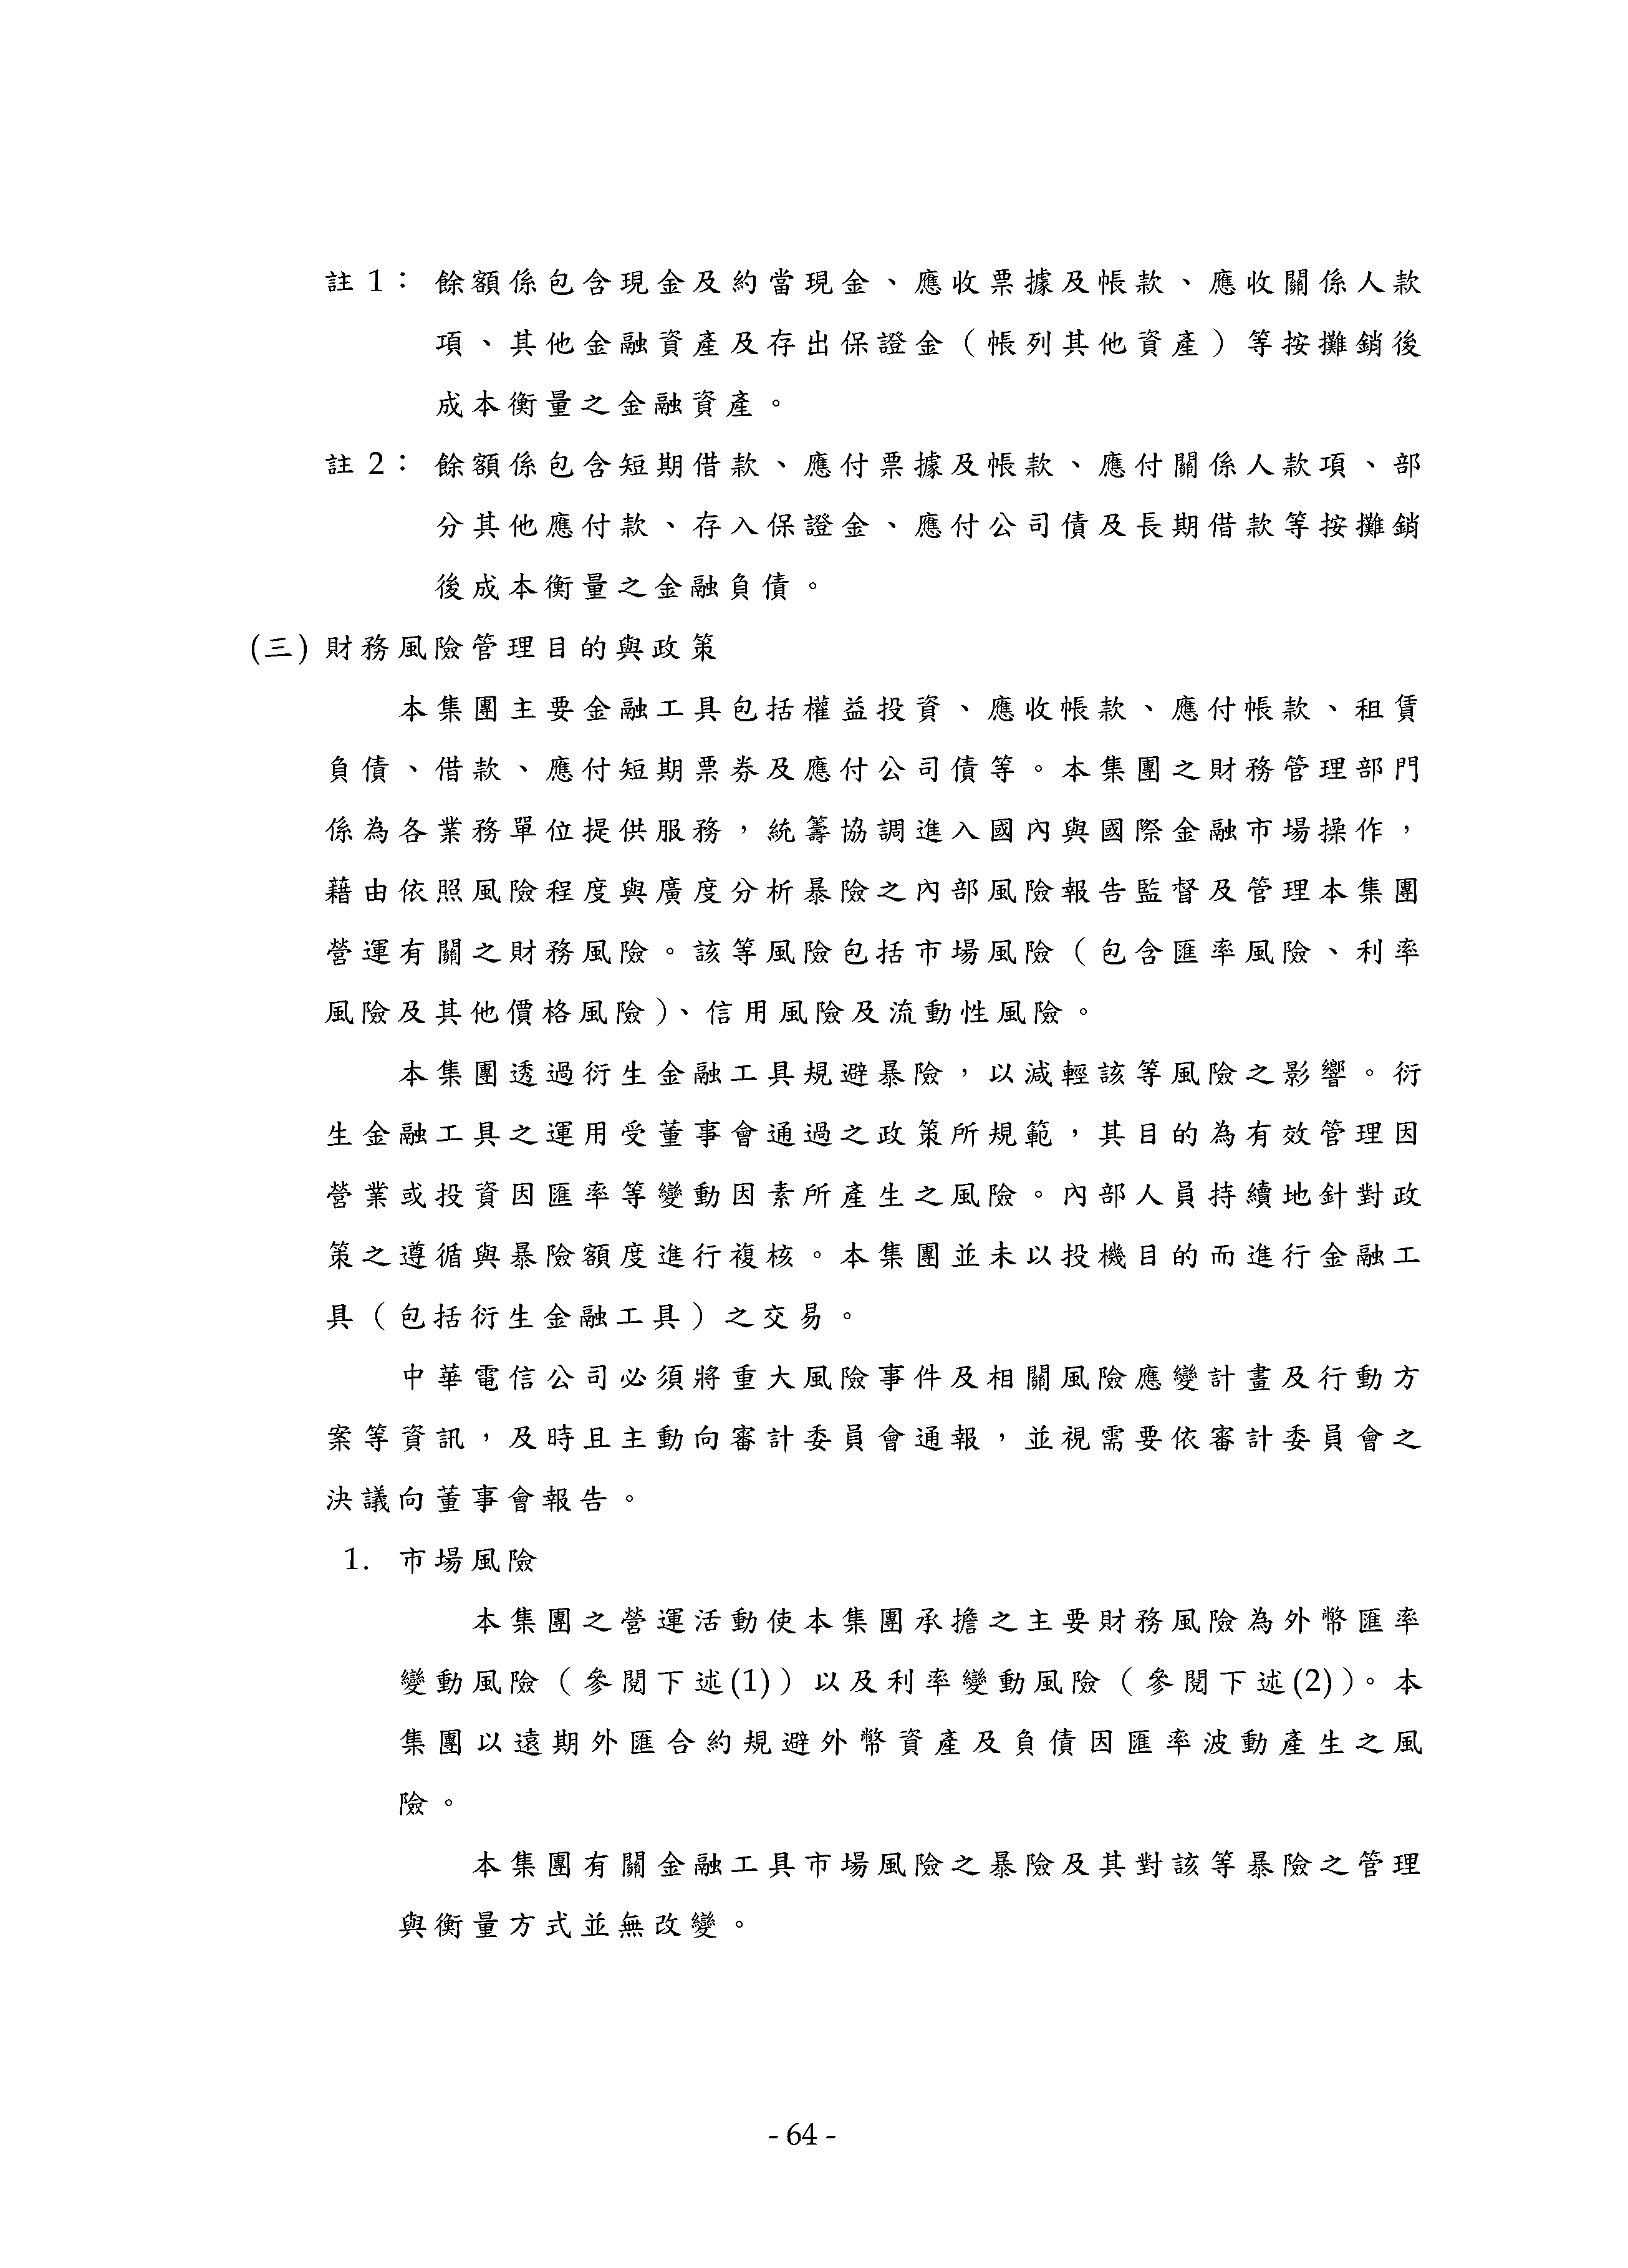 註 1： 餘額係包含現金及約當現金、應收票據及帳款、應收關係人款
項、其他金融資產及存出保證金（帳列其他資產）等按攤銷後
成本衡量之金融資產。
註 2： 餘額係包含短期借款、應付票據及帳款、應付關係人款項、部
分其他應付款、存入保證金、應付公司債及長期借款等按攤銷
後成本衡量之金融負債。
(三) 財務風險管理目的與政策
本集團主要金融工具包括權益投資、應收帳款、應付帳款、租賃
負債、借款、應付短期票券及應付公司債等。本集團之財務管理部門
係為各業務單位提供服務，統籌協調進入國內與國際金融市場操作，
藉由依照風險程度與廣度分析暴險之內部風險報告監督及管理本集團
營運有關之財務風險。該等風險包括市場風險（包含匯率風險、利率
風險及其他價格風險）、信用風險及流動性風險。
本集團透過衍生金融工具規避暴險，以減輕該等風險之影響。衍
生金融工具之運用受董事會通過之政策所規範，其目的為有效管理因
營業或投資因匯率等變動因素所產生之風險。內部人員持續地針對政
策之遵循與暴險額度進行複核。本集團並未以投機目的而進行金融工
具（包括衍生金融工具）之交易。
中華電信公司必須將重大風險事件及相關風險應變計畫及行動方
案等資訊，及時且主動向審計委員會通報，並視需要依審計委員會之
決議向董事會報告。
1. 市場風險
本集團之營運活動使本集團承擔之主要財務風險為外幣匯率
變動風險（參閱下述(1)）以及利率變動風險（參閱下述(2)）。本
集團以遠期外匯合約規避外幣資產及負債因匯率波動產生之風
險。
本集團有關金融工具市場風險之暴險及其對該等暴險之管理
與衡量方式並無改變。
- 64 -